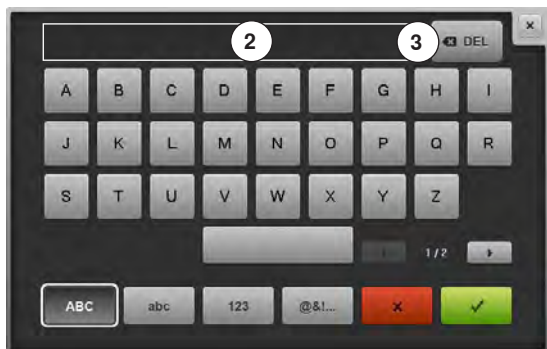 2 3 DEL ×
A B C D E F G H I
J K L M N O P Q R
S T U V W X Y Z
1/2
ABC abc 123 @&!...